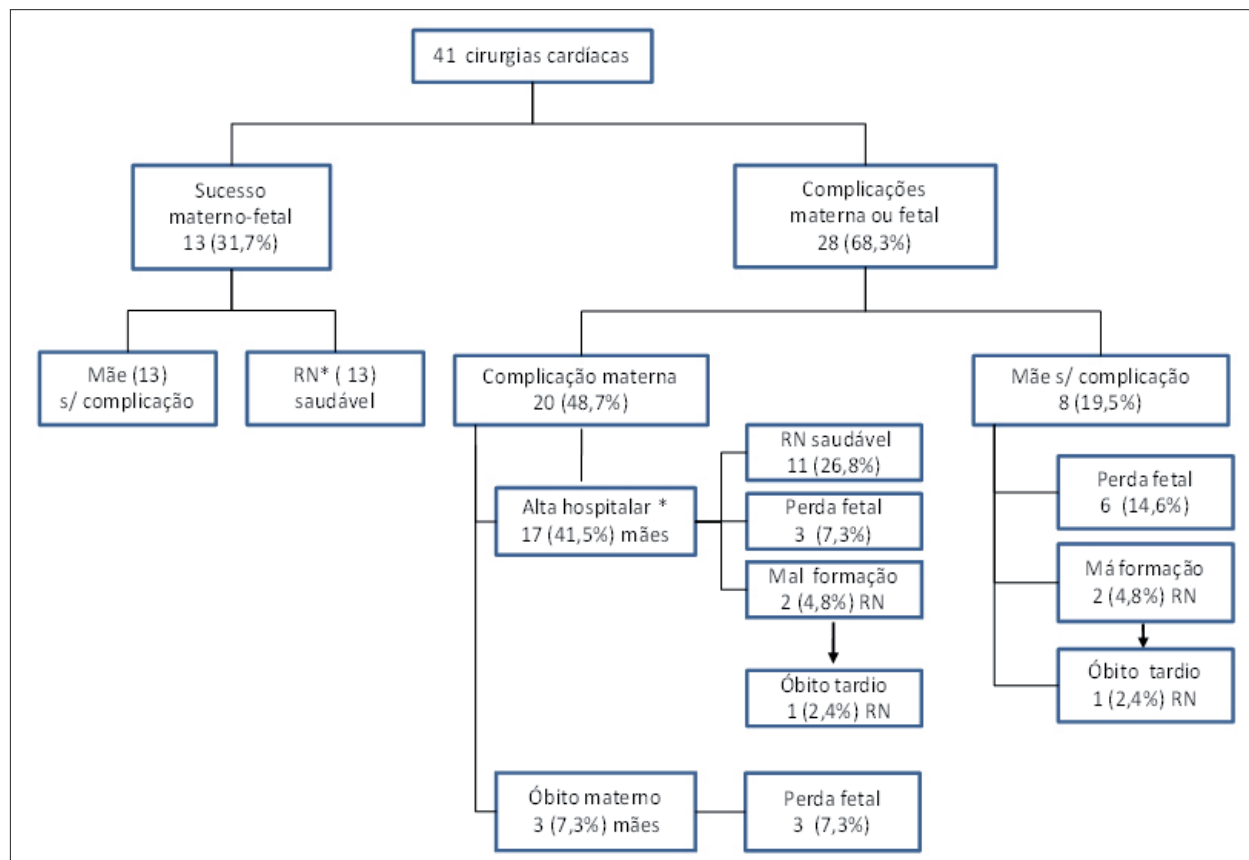 41 cirurgias cardíacas
Sucesso
materno-fetal
13 (31,7%)
Complicações
materna ou fetal
28 (68,3%)
Mãe (13)
s/ complicação
RN* ( 13)
saudável
Complicação materna
20 (48,7%)
Mãe s/ complicação
8 (19,5%)
RN saudável
11 (26,8%)
Alta hospitalar *
17 (41,5%) mães
Perda fetal
3 (7,3%)
Mal formação
2 (4,8%) RN
Óbito tardio
1 (2,4%) RN
Perda fetal
6 (14,6%)
Má formação
2 (4,8%) RN
Óbito tardio
1 (2,4%) RN
Óbito materno
3 (7,3%) mães
Perda fetal
3 (7,3%)